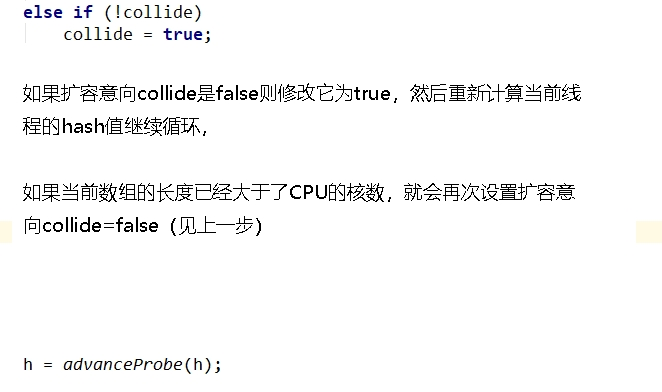 else if (!collide)
collide = true;
如果扩容意向collide是false则修改它为true，然后重新计算当前线
程的hash值继续循环，
如果当前数组的长度已经大于了CPU的核数，就会再次设置扩容意
向collide=false（见上一步）
h = advanceProbe(h);